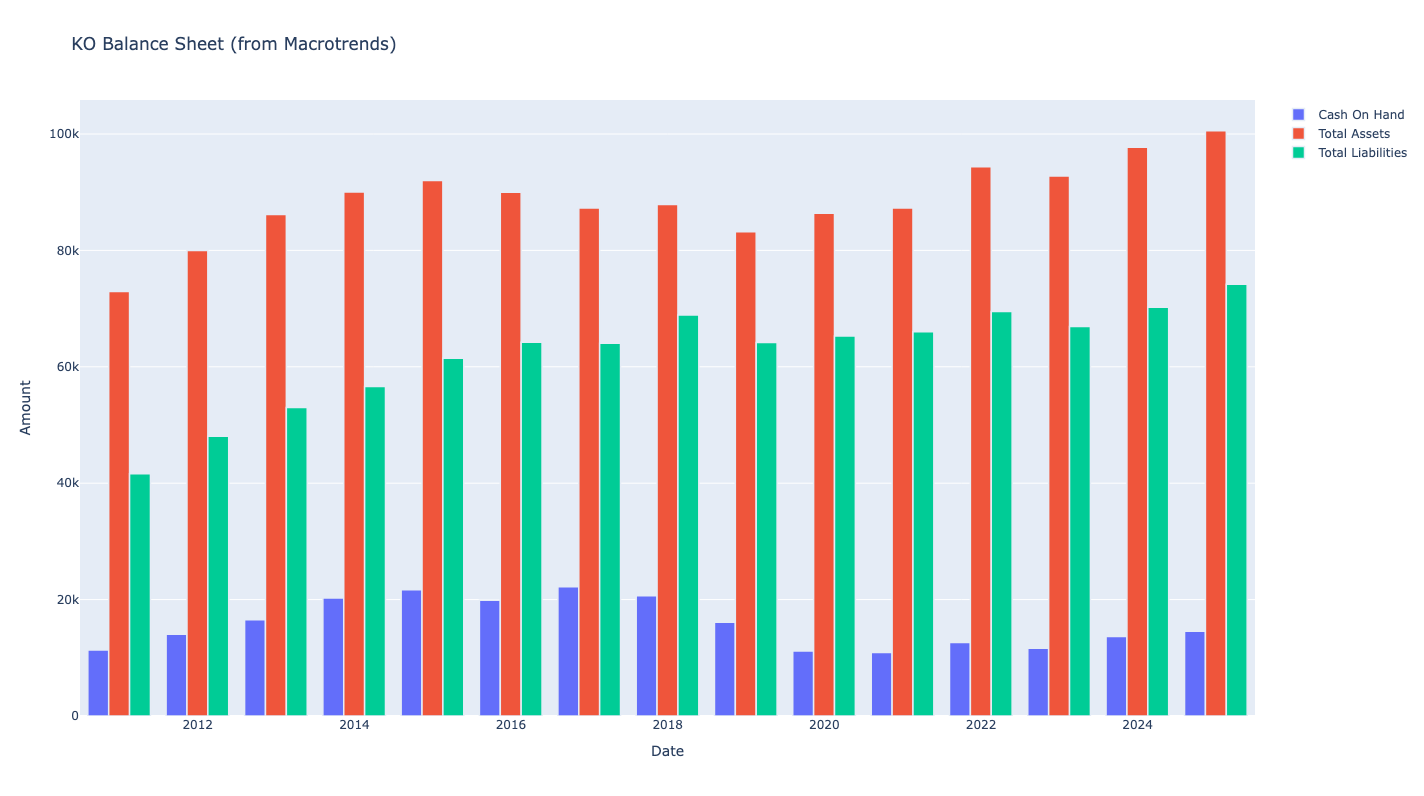 KO Balance Sheet (from Macrotrends)
Cash On Hand
Total Assets
Total Liabilities
100k
80k
60k
40k
20k
0
Amount
2012 2014 2016 2018 2020 2022 2024
Date